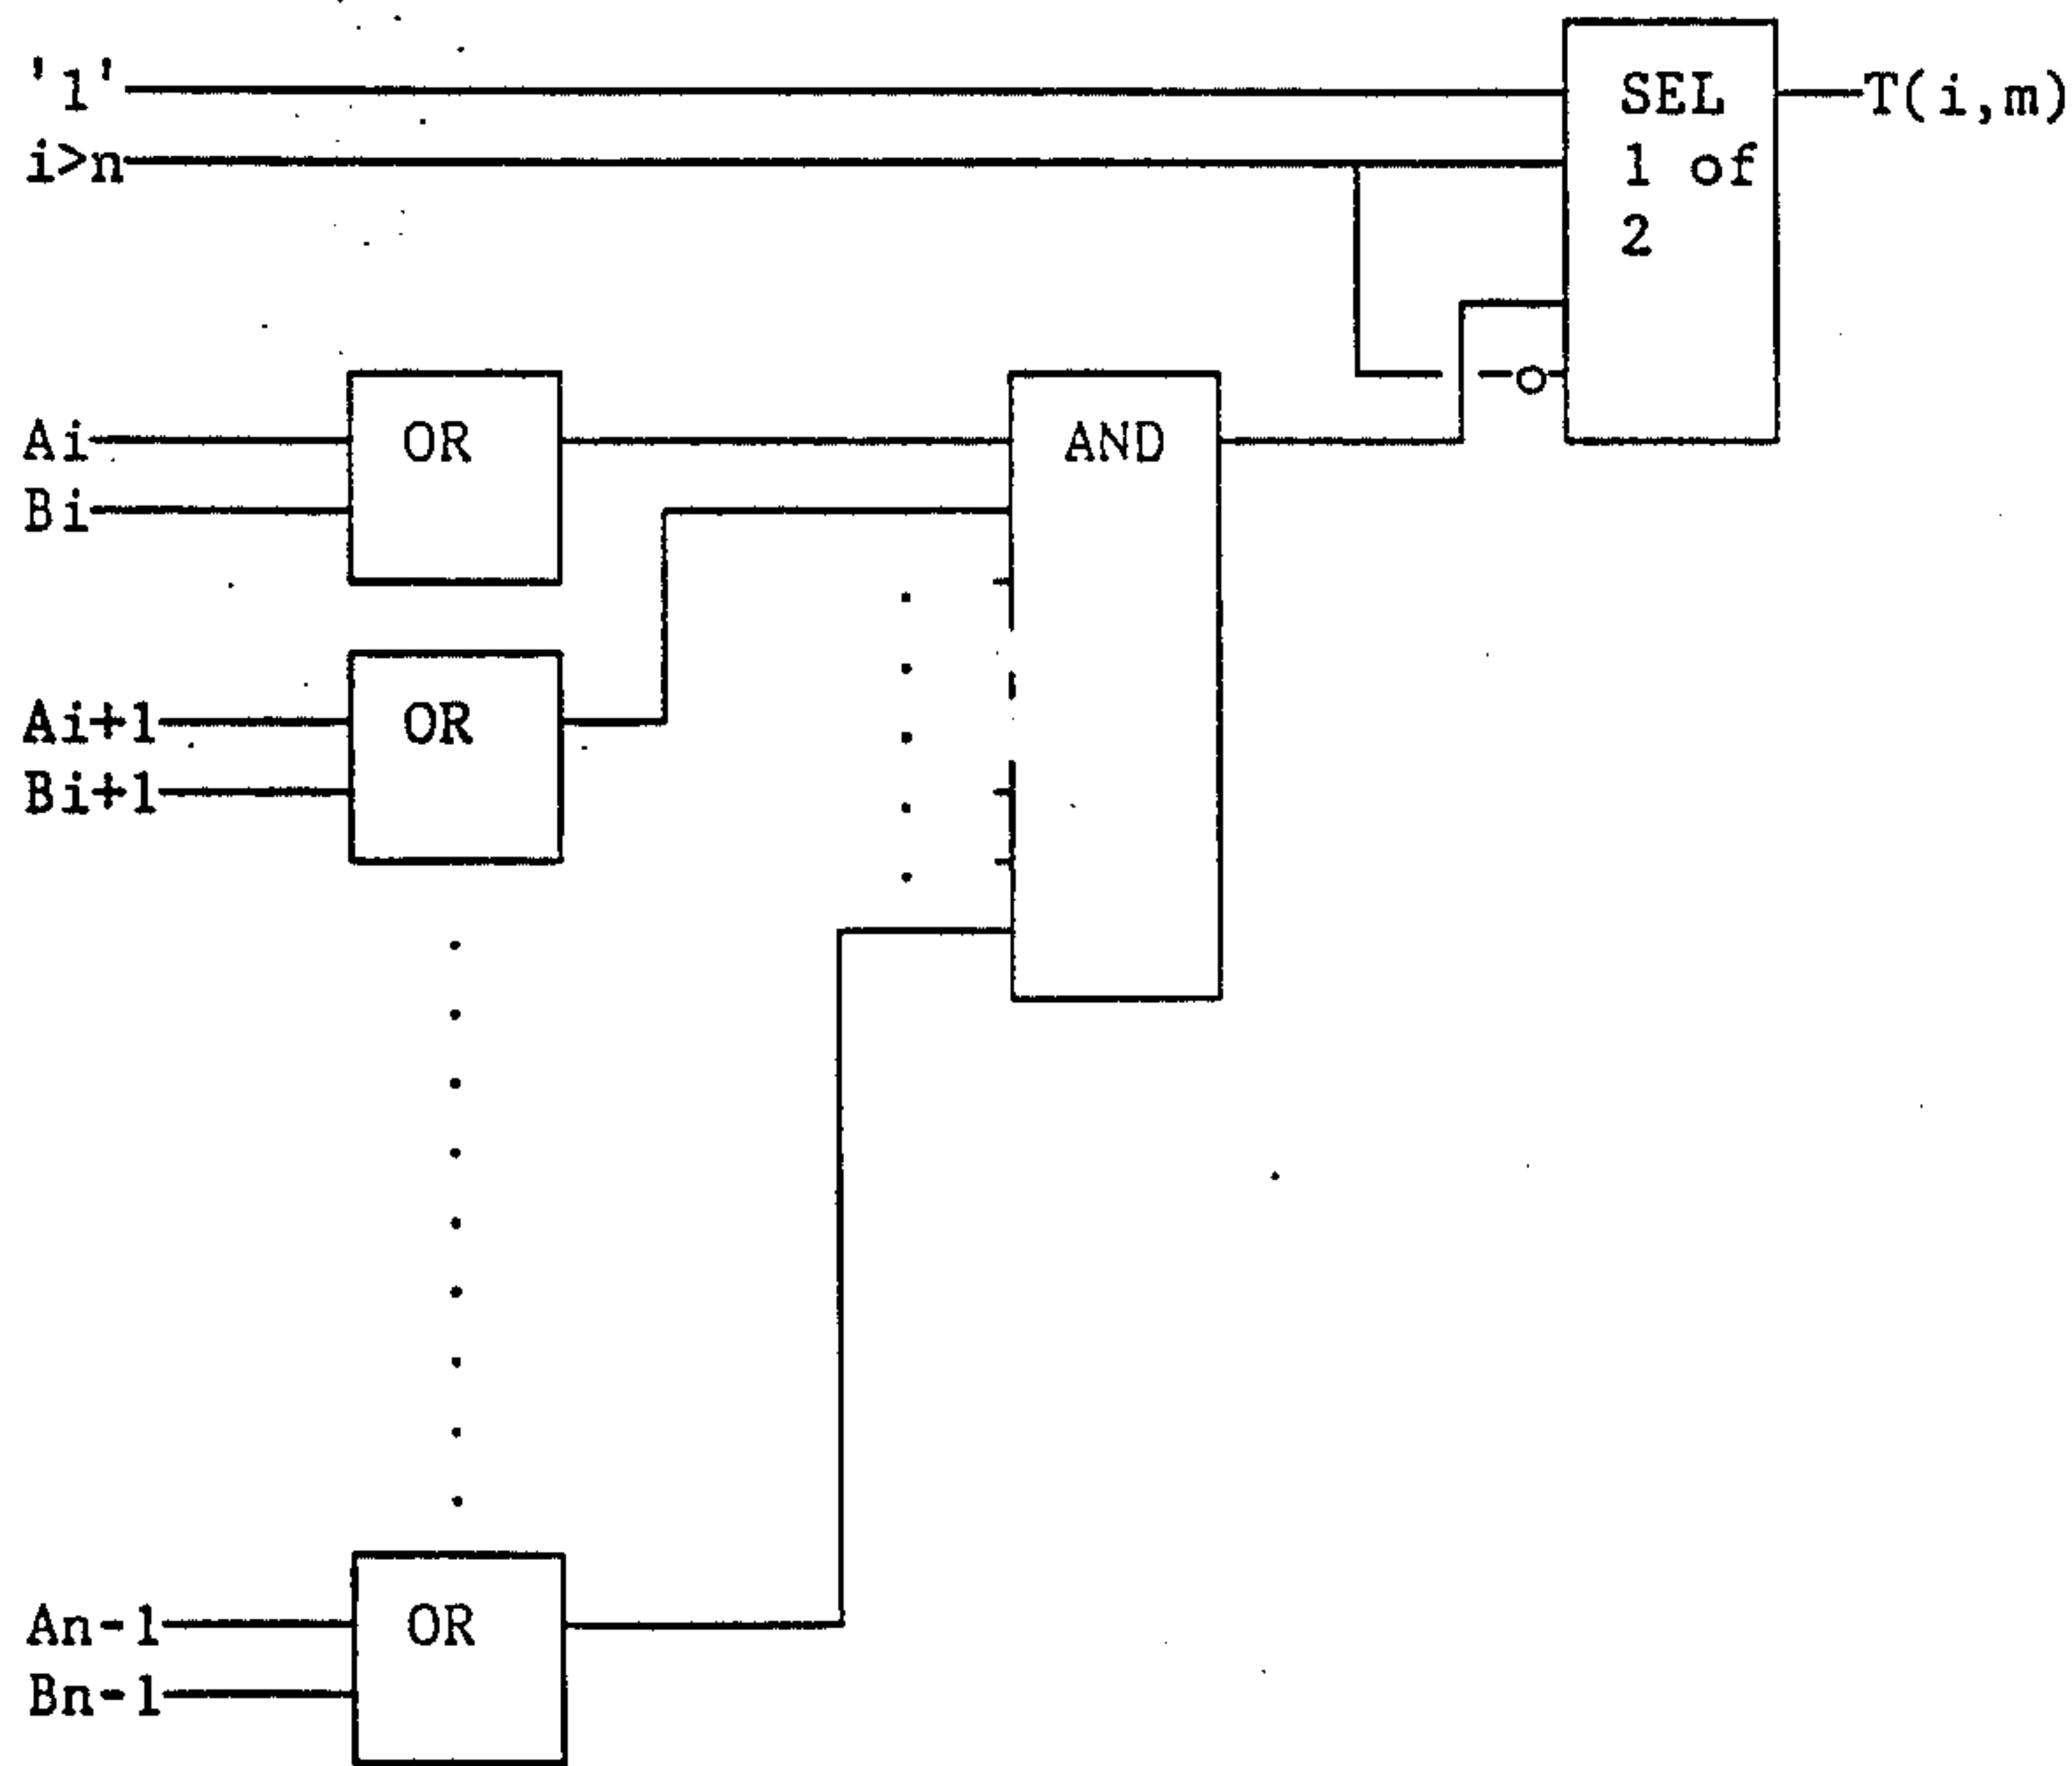 '1'
i>n
SEL
1 of
2
T(i,m)
Ai
Bi
OR
AND
Ai+1
Bi+1
OR
An-1
Bn-1
OR